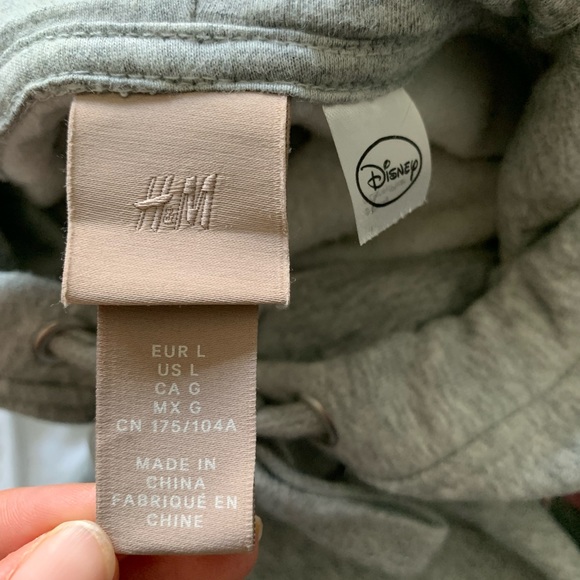 H&M
Disney
EUR L
US L
CA G
MX G
CN 175/104A
MADE IN
CHINA
FABRIQUÉ EN
CHINE